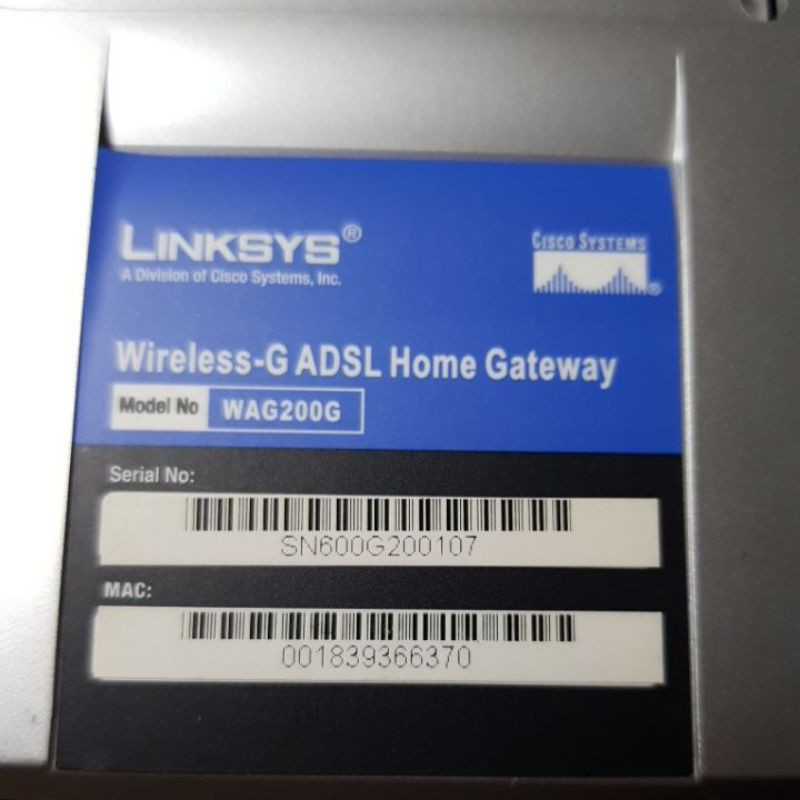 LINKSYS®
A Division of Cisco Systems, Inc.
CISCO SYSTEMS
®
Wireless-G ADSL Home Gateway
Model No WAG200G
Serial No:
SN600G200107
MAC:
001839366370